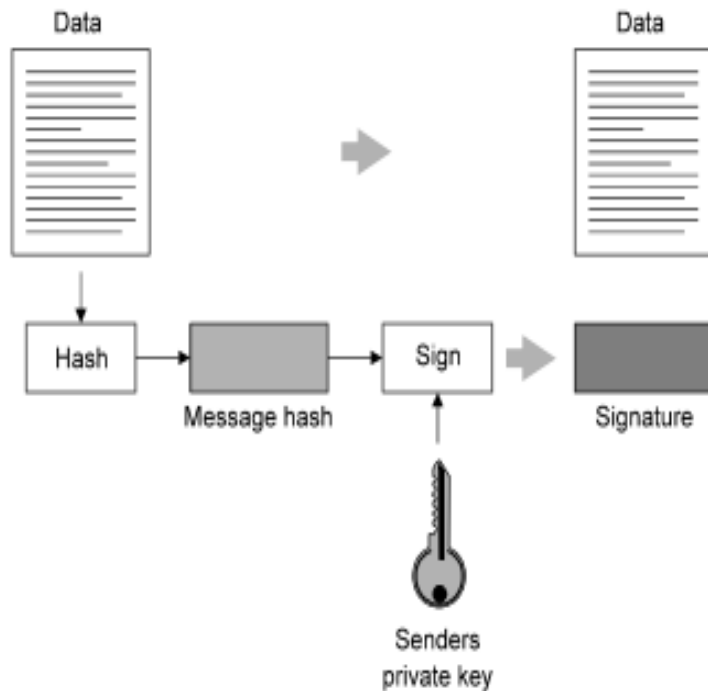 Data
Data
Hash
Sign
Message hash
Signature
Senders
private key